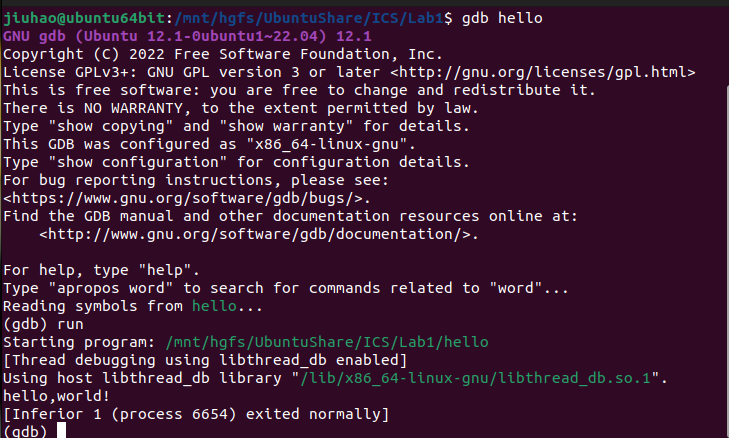 jiuhao@ubuntu64bit:/mnt/hgfs/UbuntuShare/ICS/Lab1$ gdb hello
GNU gdb (Ubuntu 12.1-0ubuntu1~22.04) 12.1
Copyright (C) 2022 Free Software Foundation, Inc.
License GPLv3+: GNU GPL version 3 or later <http://gnu.org/licenses/gpl.html>
This is free software: you are free to change and redistribute it.
There is NO WARRANTY, to the extent permitted by law.
Type "show copying" and "show warranty" for details.
This GDB was configured as "x86_64-linux-gnu".
Type "show configuration" for configuration details.
For bug reporting instructions, please see:
<https://www.gnu.org/software/gdb/bugs/>.
Find the GDB manual and other documentation resources online at:
    <http://www.gnu.org/software/gdb/documentation/>.

For help, type "help".
Type "apropos word" to search for commands related to "word"...
Reading symbols from hello...
(gdb) run
Starting program: /mnt/hgfs/UbuntuShare/ICS/Lab1/hello
[Thread debugging using libthread_db enabled]
Using host libthread_db library "/lib/x86_64-linux-gnu/libthread_db.so.1".
hello,world!
[Inferior 1 (process 6654) exited normally]
(gdb)